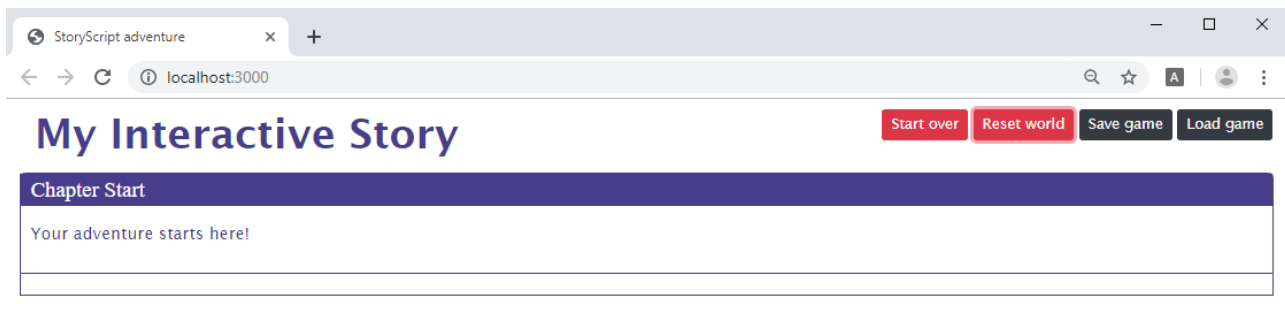 StoryScript adventure
localhost:3000
A
My Interactive Story
Start over Reset world Save game Load game
Chapter Start
Your adventure starts here!